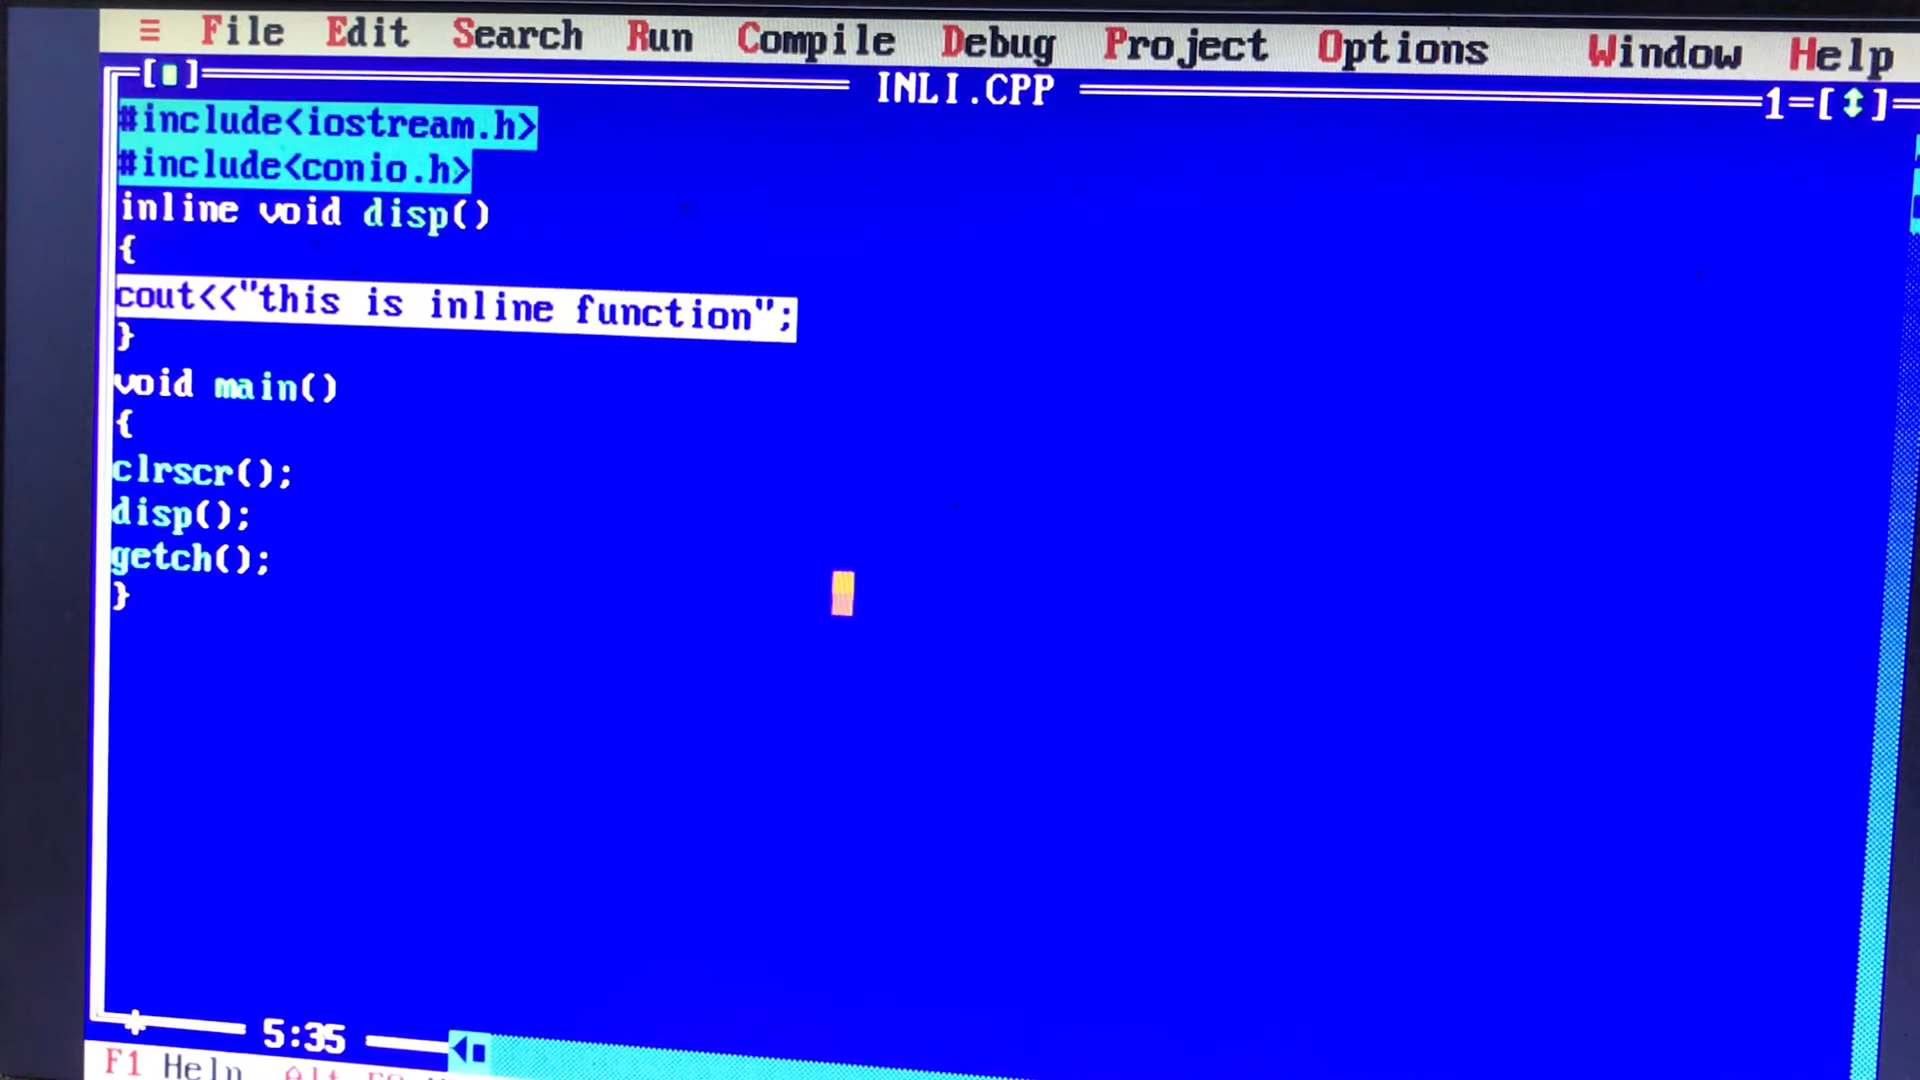 ≡ File Edit Search Run Compile Debug Project Options Window Help
INLI.CPP 1=[↕]
#include<iostream.h>
#include<conio.h>
inline void disp()
{
cout<<"this is inline function";
}
void main()
{
clrscr();
disp();
getch();
}
5:35
F1 Help